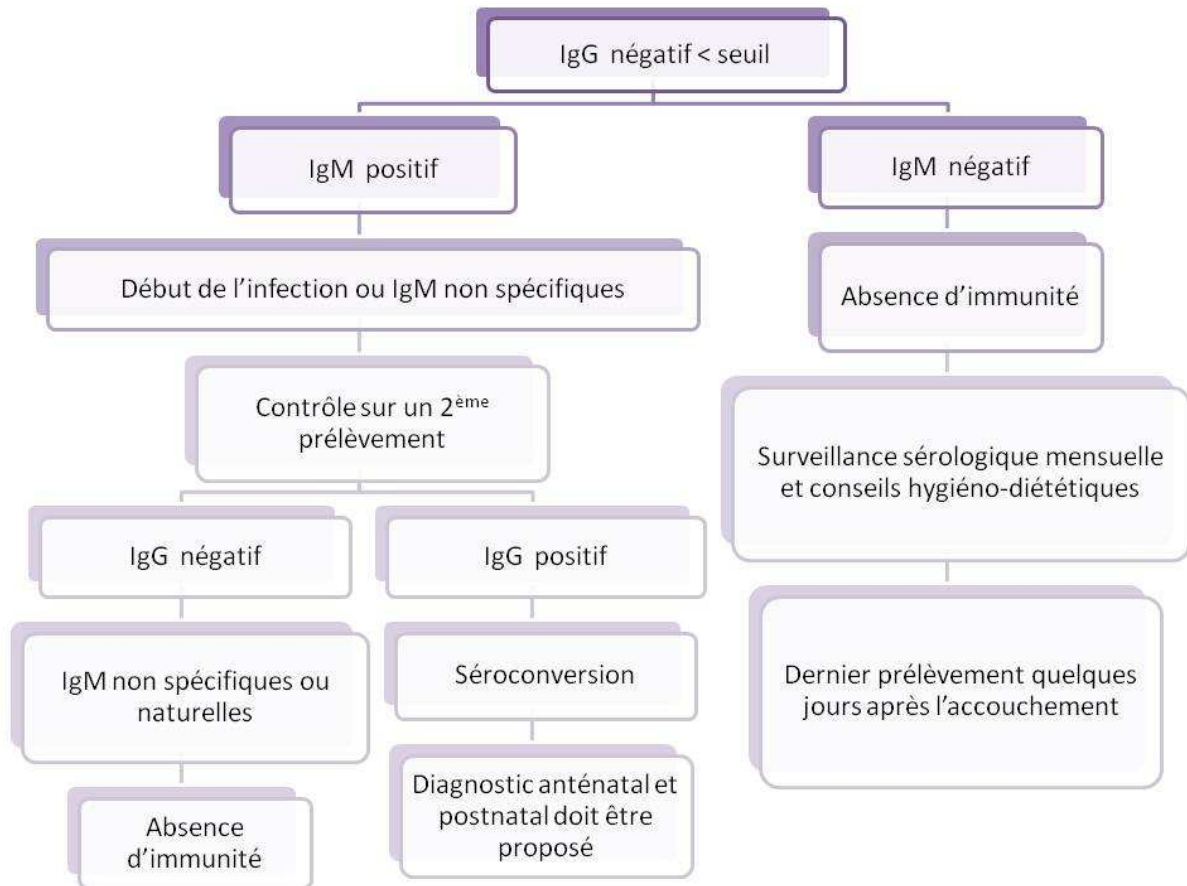 IgG négatif < seuil
IgM positif
IgM négatif
Début de l'infection ou IgM non spécifiques
Absence d'immunité
Contrôle sur un 2ème
prélèvement
Surveillance sérologique mensuelle
et conseils hygiéno-diététiques
IgG négatif
IgG positif
IgM non spécifiques ou
naturelles
Séroconversion
Dernier prélèvement quelques
jours après l'accouchement
Absence
d'immunité
Diagnostic anténatal et
postnatal doit être
proposé